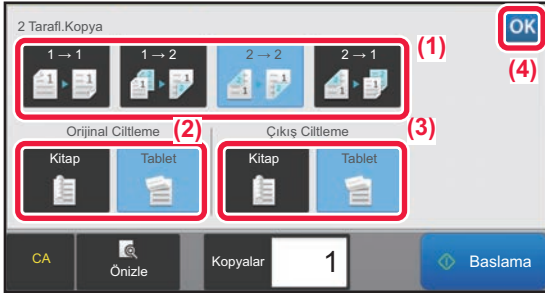 2 Tarafl.Kopya
OK
1 → 1
1 → 2
2 → 2
2 → 1
(1)
(4)
Orijinal Ciltleme
(2)
Çıkış Ciltleme
(3)
Kitap
Tablet
Kitap
Tablet
CA
Önizle
Kopyalar
1
Baslama